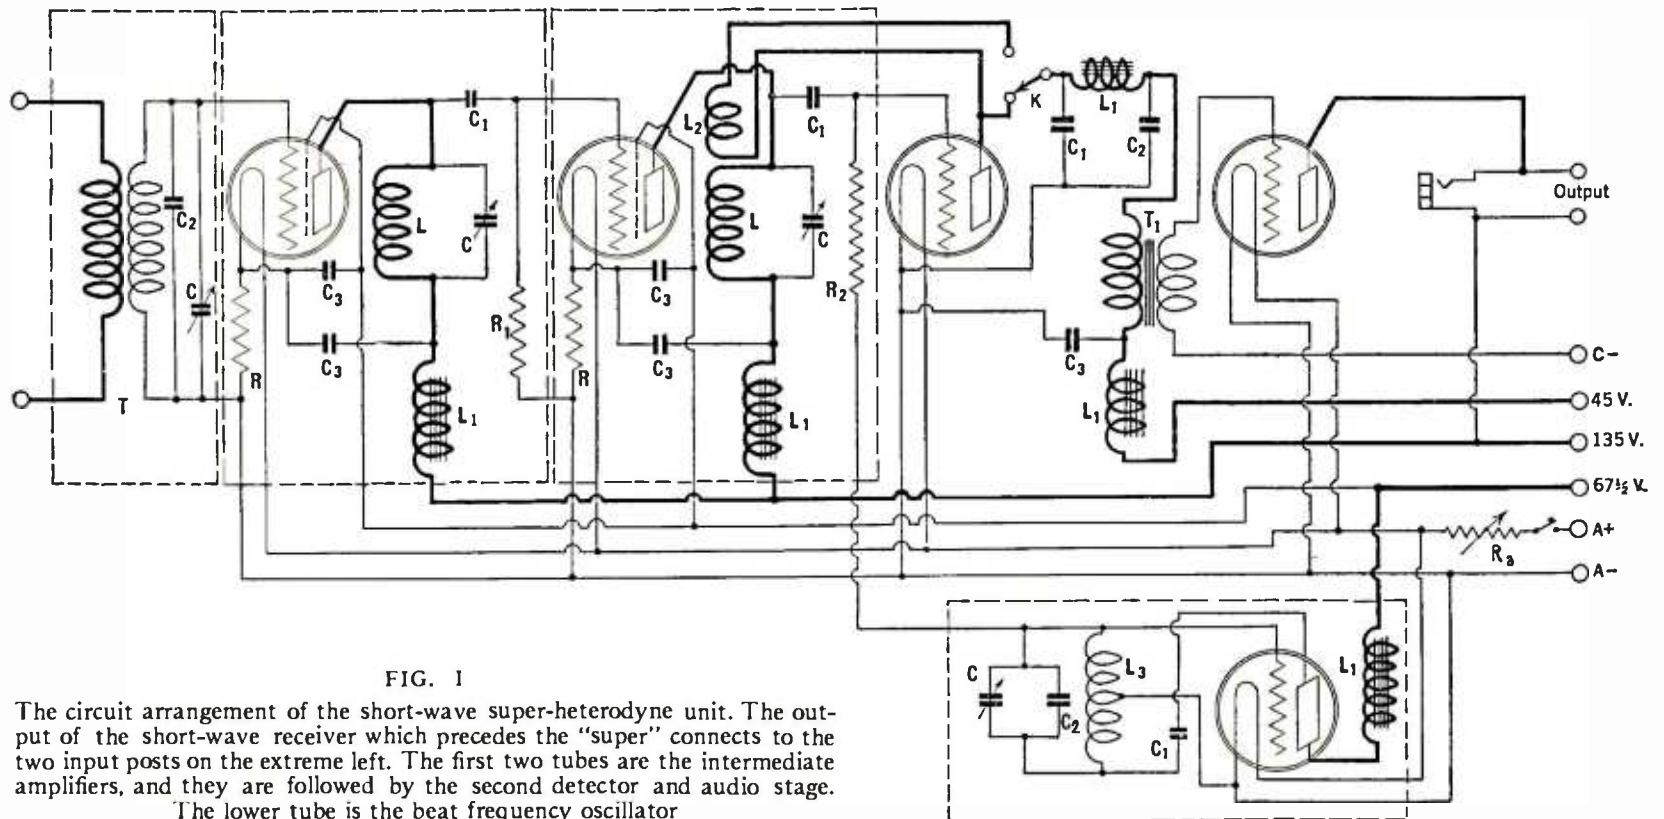 K
L₁
C₁
C₂
L₂
C₁
C₁
C₂
C
L
C
L
C
T₁
Output
C₃
C₃
R₂
R₁
C₃
C₃
C₃
R
R
T
L₁
L₁
L₁
C–
45 V.
135 V.
67½ V.
A+
R₃
A–
C
C₂
L₃
C₁
L₁
FIG. I
The circuit arrangement of the short-wave super-heterodyne unit. The out-
put of the short-wave receiver which precedes the "super" connects to the
two input posts on the extreme left. The first two tubes are the intermediate
amplifiers, and they are followed by the second detector and audio stage.
The lower tube is the beat frequency oscillator